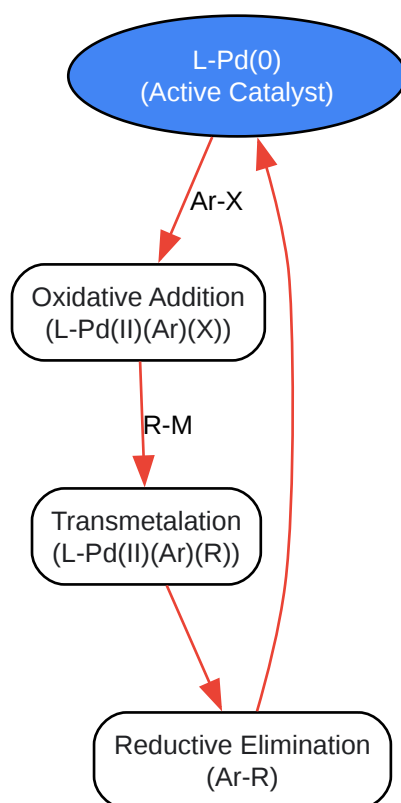 L-Pd(0)
(Active Catalyst)
Ar-X
Oxidative Addition
(L-Pd(II)(Ar)(X))
R-M
Transmetalation
(L-Pd(II)(Ar)(R))
Reductive Elimination
(Ar-R)